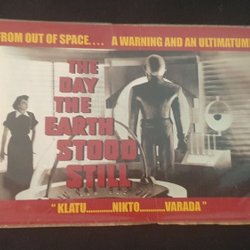 FROM OUT OF SPACE.... A WARNING AND AN ULTIMATUM
THE
DAY
THE
EARTH
STOOD
STILL
"KLATU............NIKTO............VARADA"